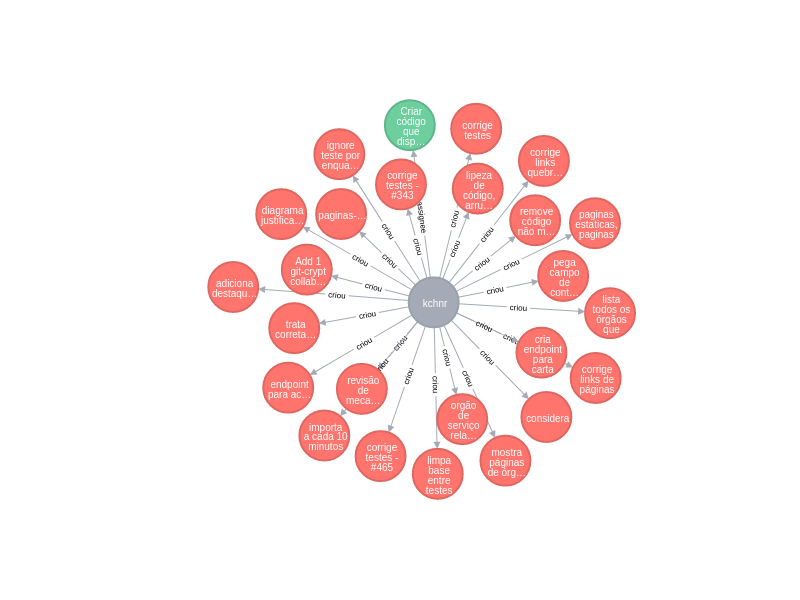 Criar
código
que
disp…
corrige
testes
ignore
teste por
enqua…
corrige
links
quebr…
corrige
testes -
#343
lipeza
de
código,
arru…
diagrama
justifica…
paginas-…
remove
código
não m…
paginas
estáticas,
paginas
assignee
criou
criou
criou
criou
criou
criou
criou
criou
criou
Add 1
git-crypt
collab…
pega
campo
de
cont…
adiciona
destaqu…
criou
criou
criou
kchnr
lista
todos os
órgãos
que
criou
criou
trata
correta…
criou
criou
criou
criou
cria
endpoint
para
carta
criou
criou
corrige
links de
páginas
endpoint
para ac…
revisão
de
meca…
criou
criou
criou
criou
importa
a cada 10
minutos
orgão
de
serviço
rela…
considera
corrige
testes -
#465
limpa
base
entre
testes
mostra
páginas
de órg…